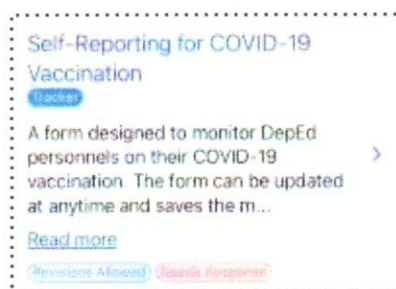 Self-Reporting for COVID-19
Vaccination
Tracker
A form designed to monitor DepEd
personnels on their COVID-19
vaccination. The form can be updated
at anytime and saves the m...
Read more
Revisions Allowed Needs Response